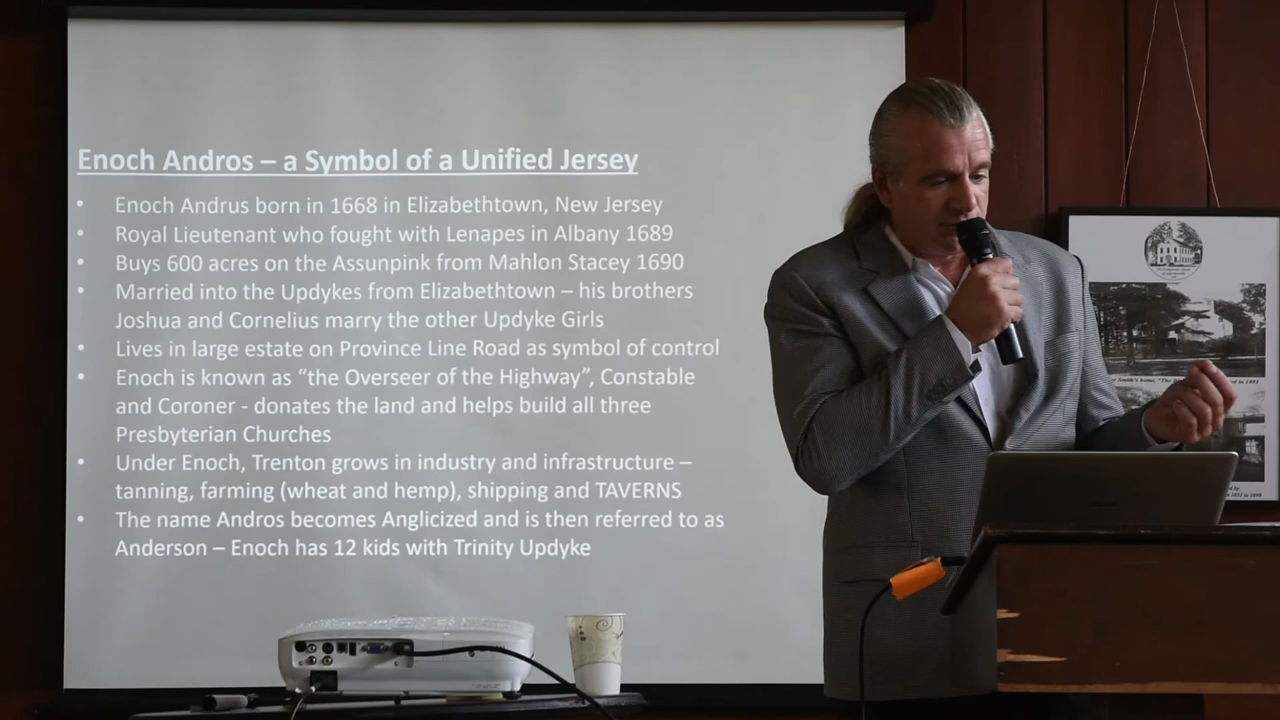 Enoch Andros – a Symbol of a Unified Jersey
• Enoch Andrus born in 1668 in Elizabethtown, New Jersey
• Royal Lieutenant who fought with Lenapes in Albany 1689
• Buys 600 acres on the Assunpink from Mahlon Stacey 1690
• Married into the Updykes from Elizabethtown – his brothers
Joshua and Cornelius marry the other Updyke Girls
• Lives in large estate on Province Line Road as symbol of control
• Enoch is known as “the Overseer of the Highway”, Constable
and Coroner - donates the land and helps build all three
Presbyterian Churches
• Under Enoch, Trenton grows in industry and infrastructure –
tanning, farming (wheat and hemp), shipping and TAVERNS
• The name Andros becomes Anglicized and is then referred to as
Anderson – Enoch has 12 kids with Trinity Updyke
Smith's home, "The
in 1893